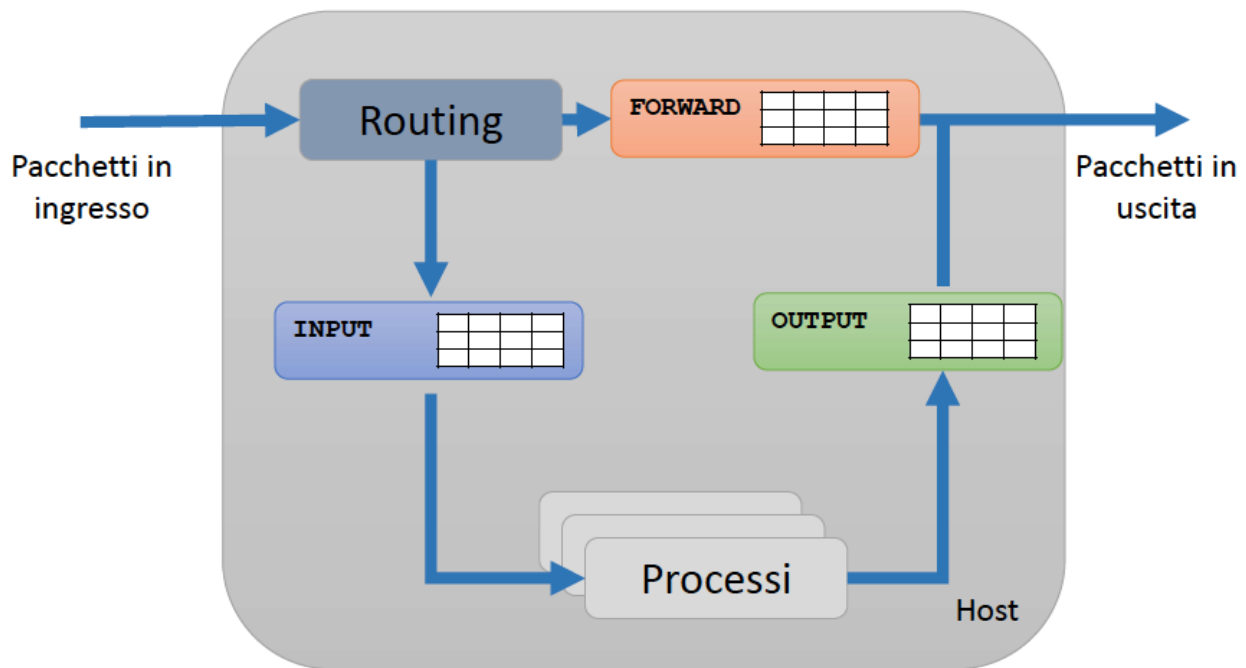 Routing
FORWARD
Pacchetti in
ingresso
Pacchetti in
uscita
INPUT
OUTPUT
Processi
Host